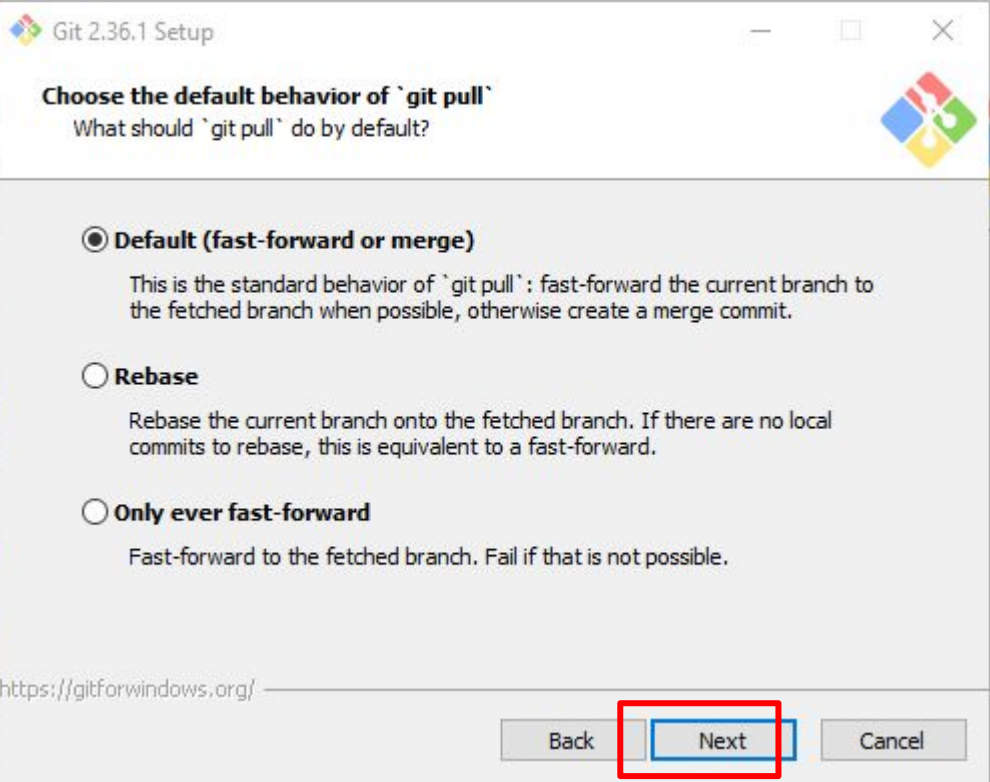 Git 2.36.1 Setup
Choose the default behavior of `git pull`
What should `git pull` do by default?
Default (fast-forward or merge)
This is the standard behavior of `git pull`: fast-forward the current branch to
the fetched branch when possible, otherwise create a merge commit.
Rebase
Rebase the current branch onto the fetched branch. If there are no local
commits to rebase, this is equivalent to a fast-forward.
Only ever fast-forward
Fast-forward to the fetched branch. Fail if that is not possible.
https://gitforwindows.org/
Back
Next
Cancel